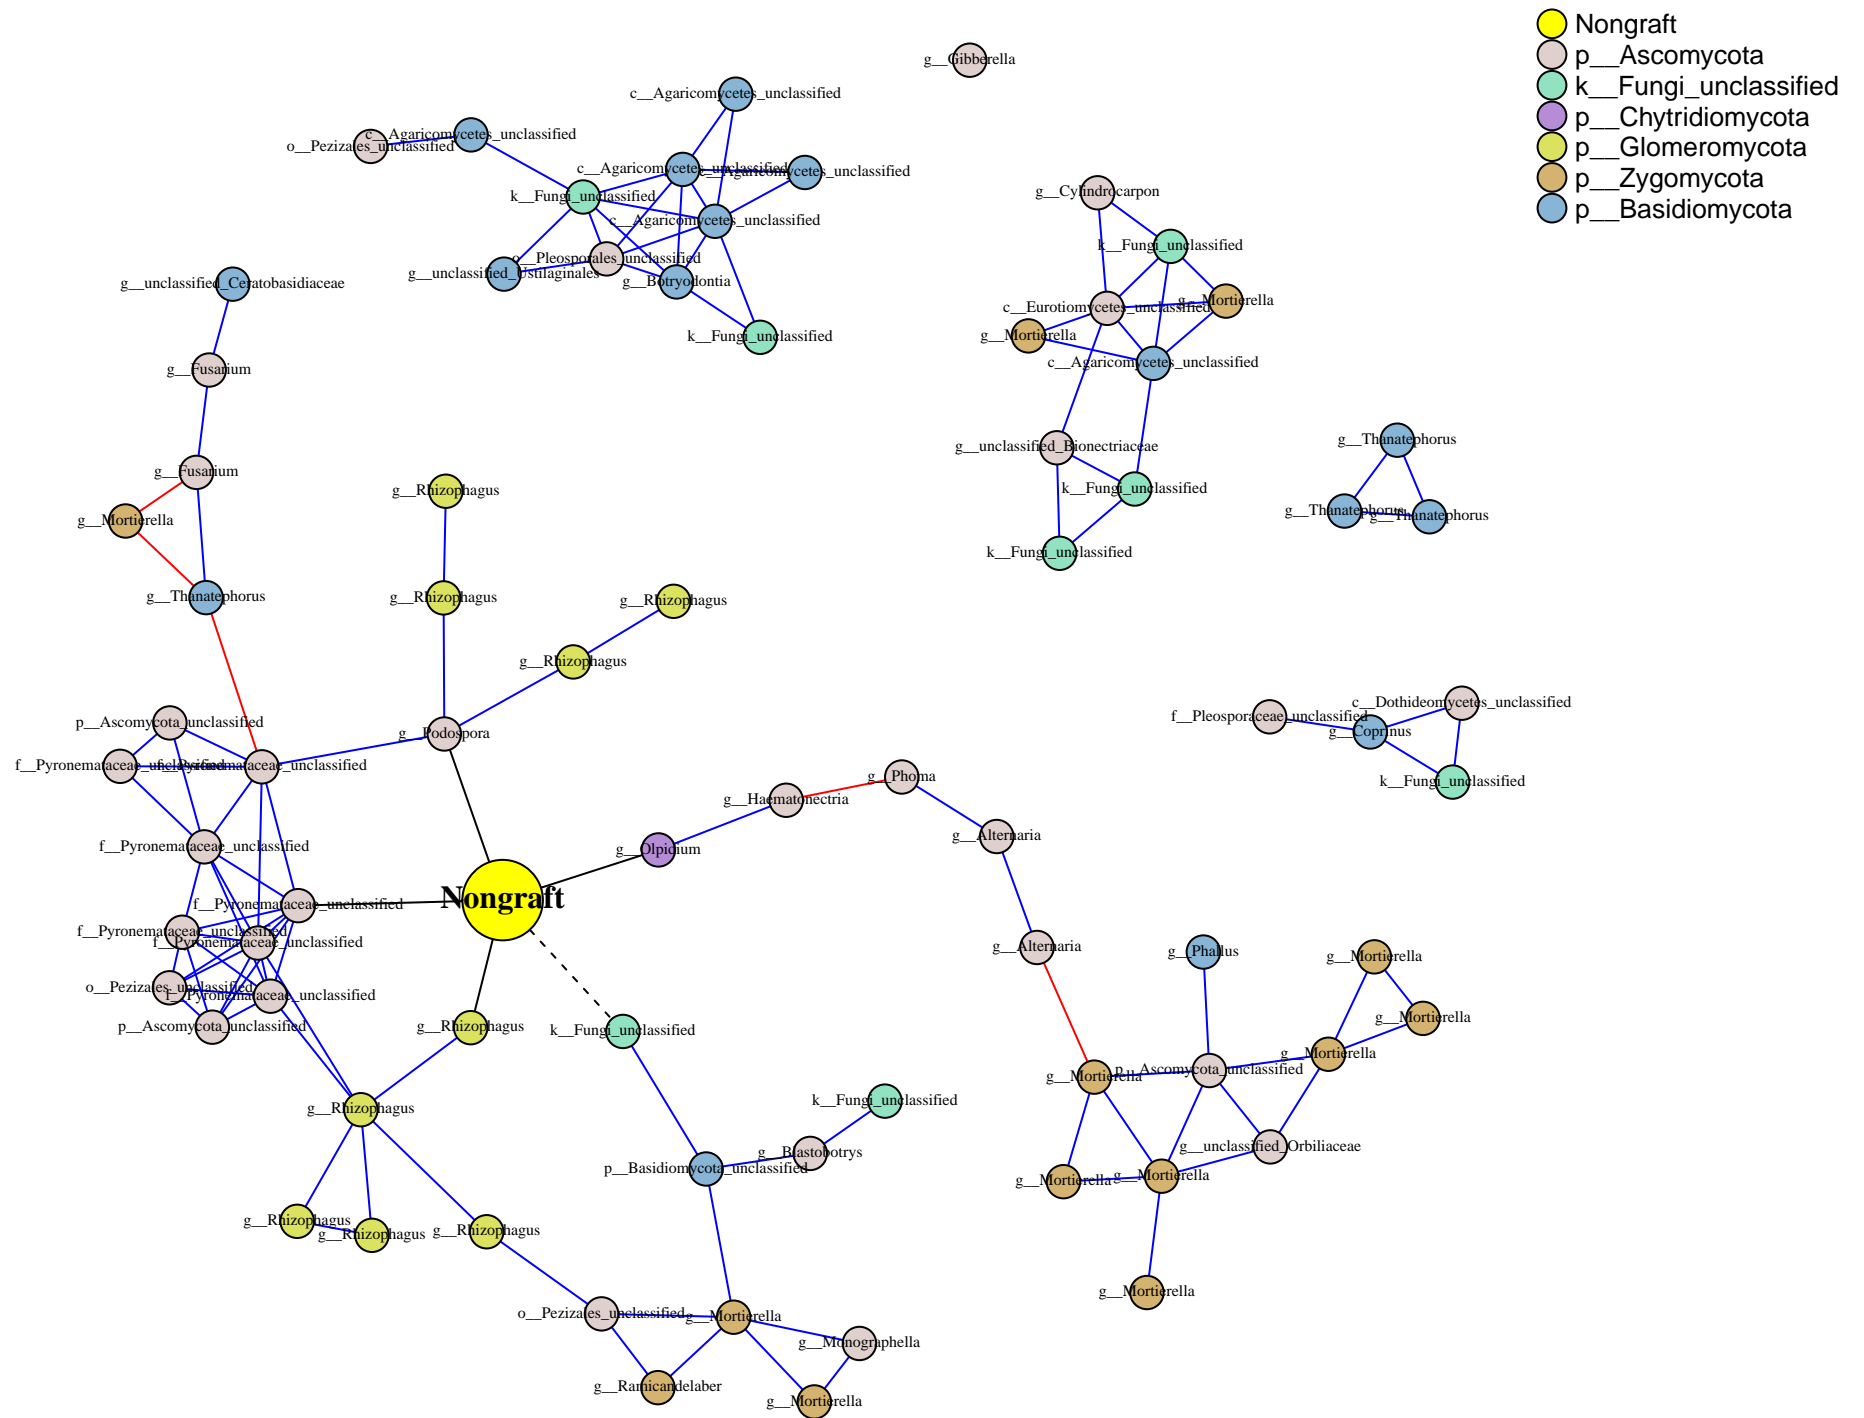 Nongraft
p__Ascomycota
k__Fungi_unclassified
p__Chytridiomycota
p__Glomeromycota
p__Zygomycota
p__Basidiomycota
g__Gibberella
c__Agaricomycetes_unclassified
c__Agaricomycetes_unclassified
o__Pezizales_unclassified
c__Agaricomycetes_unclassified
c__Agaricomycetes_unclassified
k__Fungi_unclassified
c__Agaricomycetes_unclassified
o__Pleosporales_unclassified
g__unclassified_Ustilaginales
g__Botryodontia
k__Fungi_unclassified
g__Cylindrocarpon
k__Fungi_unclassified
g__Mortierella
c__Eurotiomycetes_unclassified
g__Mortierella
c__Agaricomycetes_unclassified
g__unclassified_Bionectriaceae
k__Fungi_unclassified
k__Fungi_unclassified
g__Thanatephorus
g__Thanatephorus
g__Thanatephorus
g__unclassified_Ceratobasidiaceae
g__Fusarium
g__Fusarium
g__Mortierella
g__Thanatephorus
g__Rhizophagus
g__Rhizophagus
g__Rhizophagus
g__Rhizophagus
g__Podospora
p__Ascomycota_unclassified
f__Pyronemataceae_unclassified
f__Pyronemataceae_unclassified
f__Pyronemataceae_unclassified
f__Pyronemataceae_unclassified
f__Pyronemataceae_unclassified
f__Pyronemataceae_unclassified
o__Pezizales_unclassified
f__Pyronemataceae_unclassified
p__Ascomycota_unclassified
Nongraft
g__Olpidium
g__Haematonectria
g__Phoma
g__Alternaria
g__Alternaria
c__Dothideomycetes_unclassified
f__Pleosporaceae_unclassified
g__Coprinus
k__Fungi_unclassified
g__Phallus
g__Mortierella
g__Mortierella
g__Mortierella
p__Ascomycota_unclassified
g__Mortierella
g__unclassified_Orbiliaceae
g__Mortierella
g__Mortierella
g__Mortierella
g__Rhizophagus
k__Fungi_unclassified
k__Fungi_unclassified
g__Blastobotrys
p__Basidiomycota_unclassified
g__Rhizophagus
g__Rhizophagus
g__Rhizophagus
g__Rhizophagus
o__Pezizales_unclassified
g__Mortierella
g__Monographella
g__Ramicandelaber
g__Mortierella